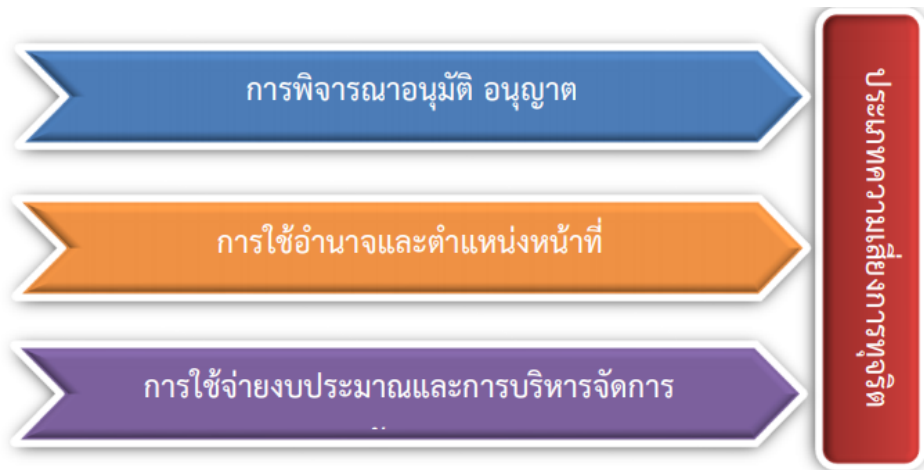 การพิจารณาอนุมัติ อนุญาต
การใช้อำนาจและตำแหน่งหน้าที่
การใช้จ่ายงบประมาณและการบริหารจัดการ
ประเภทความเสี่ยงการทุจริต